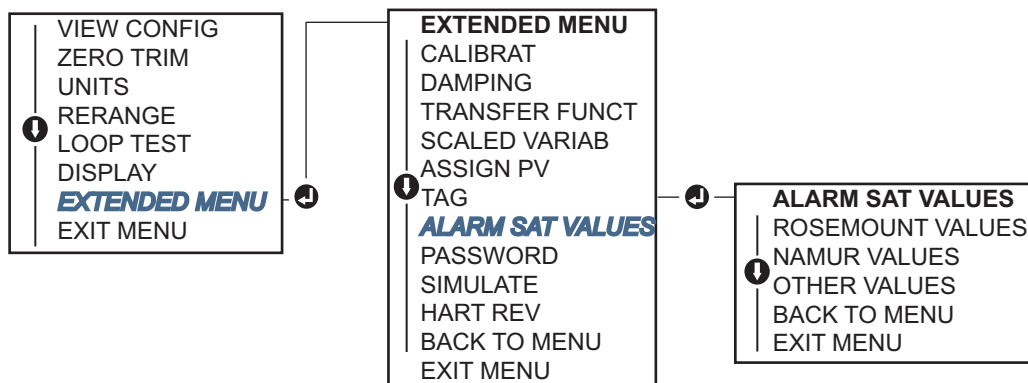 VIEW CONFIG
ZERO TRIM
UNITS
RERANGE
LOOP TEST
DISPLAY
EXTENDED MENU
EXIT MENU
EXTENDED MENU
CALIBRAT
DAMPING
TRANSFER FUNCT
SCALED VARIAB
ASSIGN PV
TAG
ALARM SAT VALUES
PASSWORD
SIMULATE
HART REV
BACK TO MENU
EXIT MENU
ALARM SAT VALUES
ROSEMOUNT VALUES
NAMUR VALUES
OTHER VALUES
BACK TO MENU
EXIT MENU